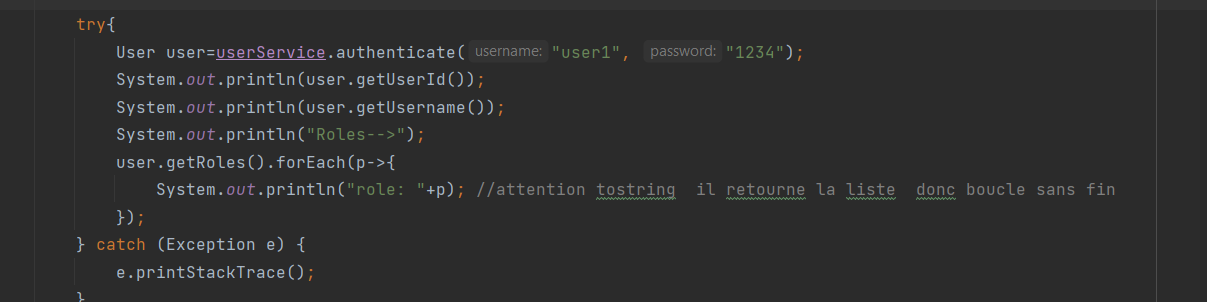 try{
User user=userService.authenticate( username: "user1", password: "1234");
System.out.println(user.getUserId());
System.out.println(user.getUsername());
System.out.println("Roles-->");
user.getRoles().forEach(p->{
System.out.println("role: "+p); //attention tostring  il retourne la liste  donc boucle sans fin
});
} catch (Exception e) {
e.printStackTrace();
}